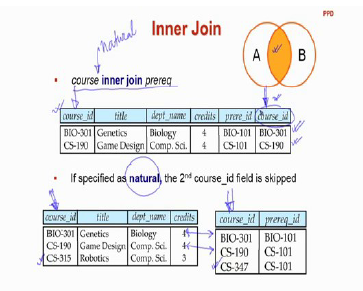 PPD
Inner Join
natural
A B
• course inner join prereq
course_id title dept_name credits prere_id course_id
BIO-301 Genetics Biology 4 BIO-101 BIO-301
CS-190 Game Design Comp. Sci. 4 CS-101 CS-190
• If specified as natural, the 2nd course_id field is skipped
course_id title dept_name credits
BIO-301 Genetics Biology 4
CS-190 Game Design Comp. Sci. 4
CS-315 Robotics Comp. Sci. 3
course_id prereq_id
BIO-301 BIO-101
CS-190 CS-101
CS-347 CS-101